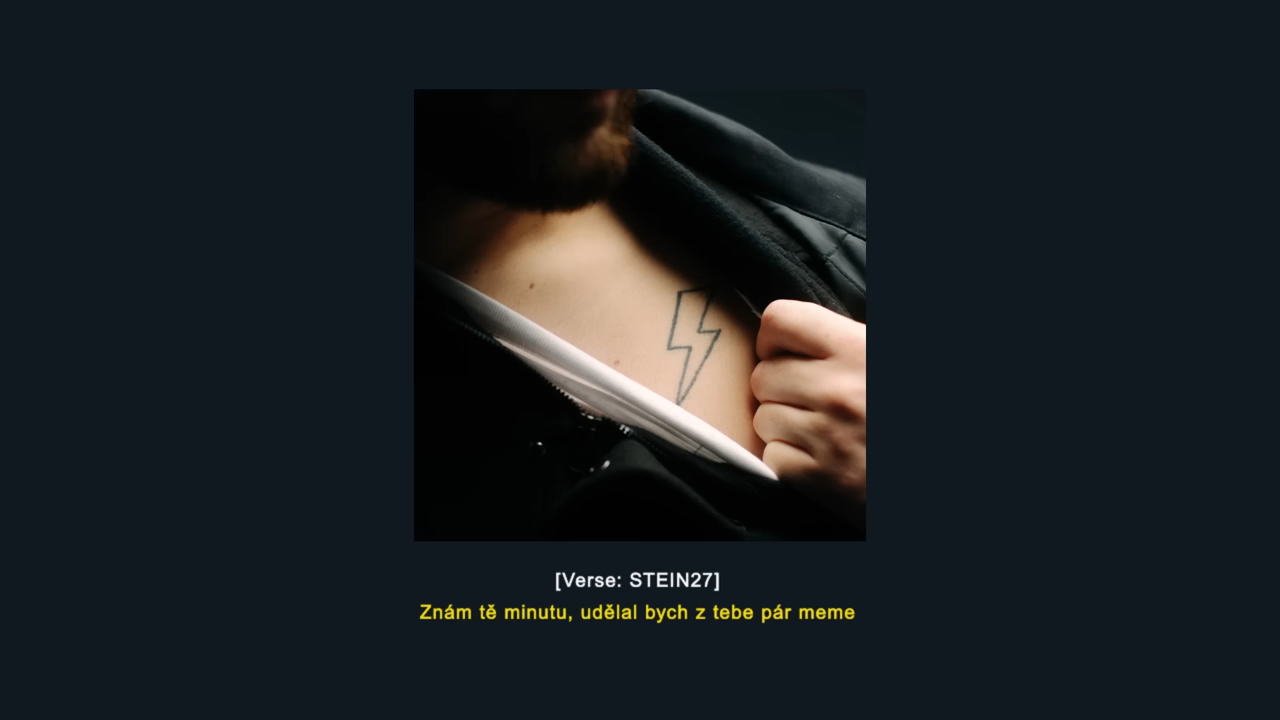 [Verse: STEIN27]
Znám tě minutu, udělal bych z tebe pár meme